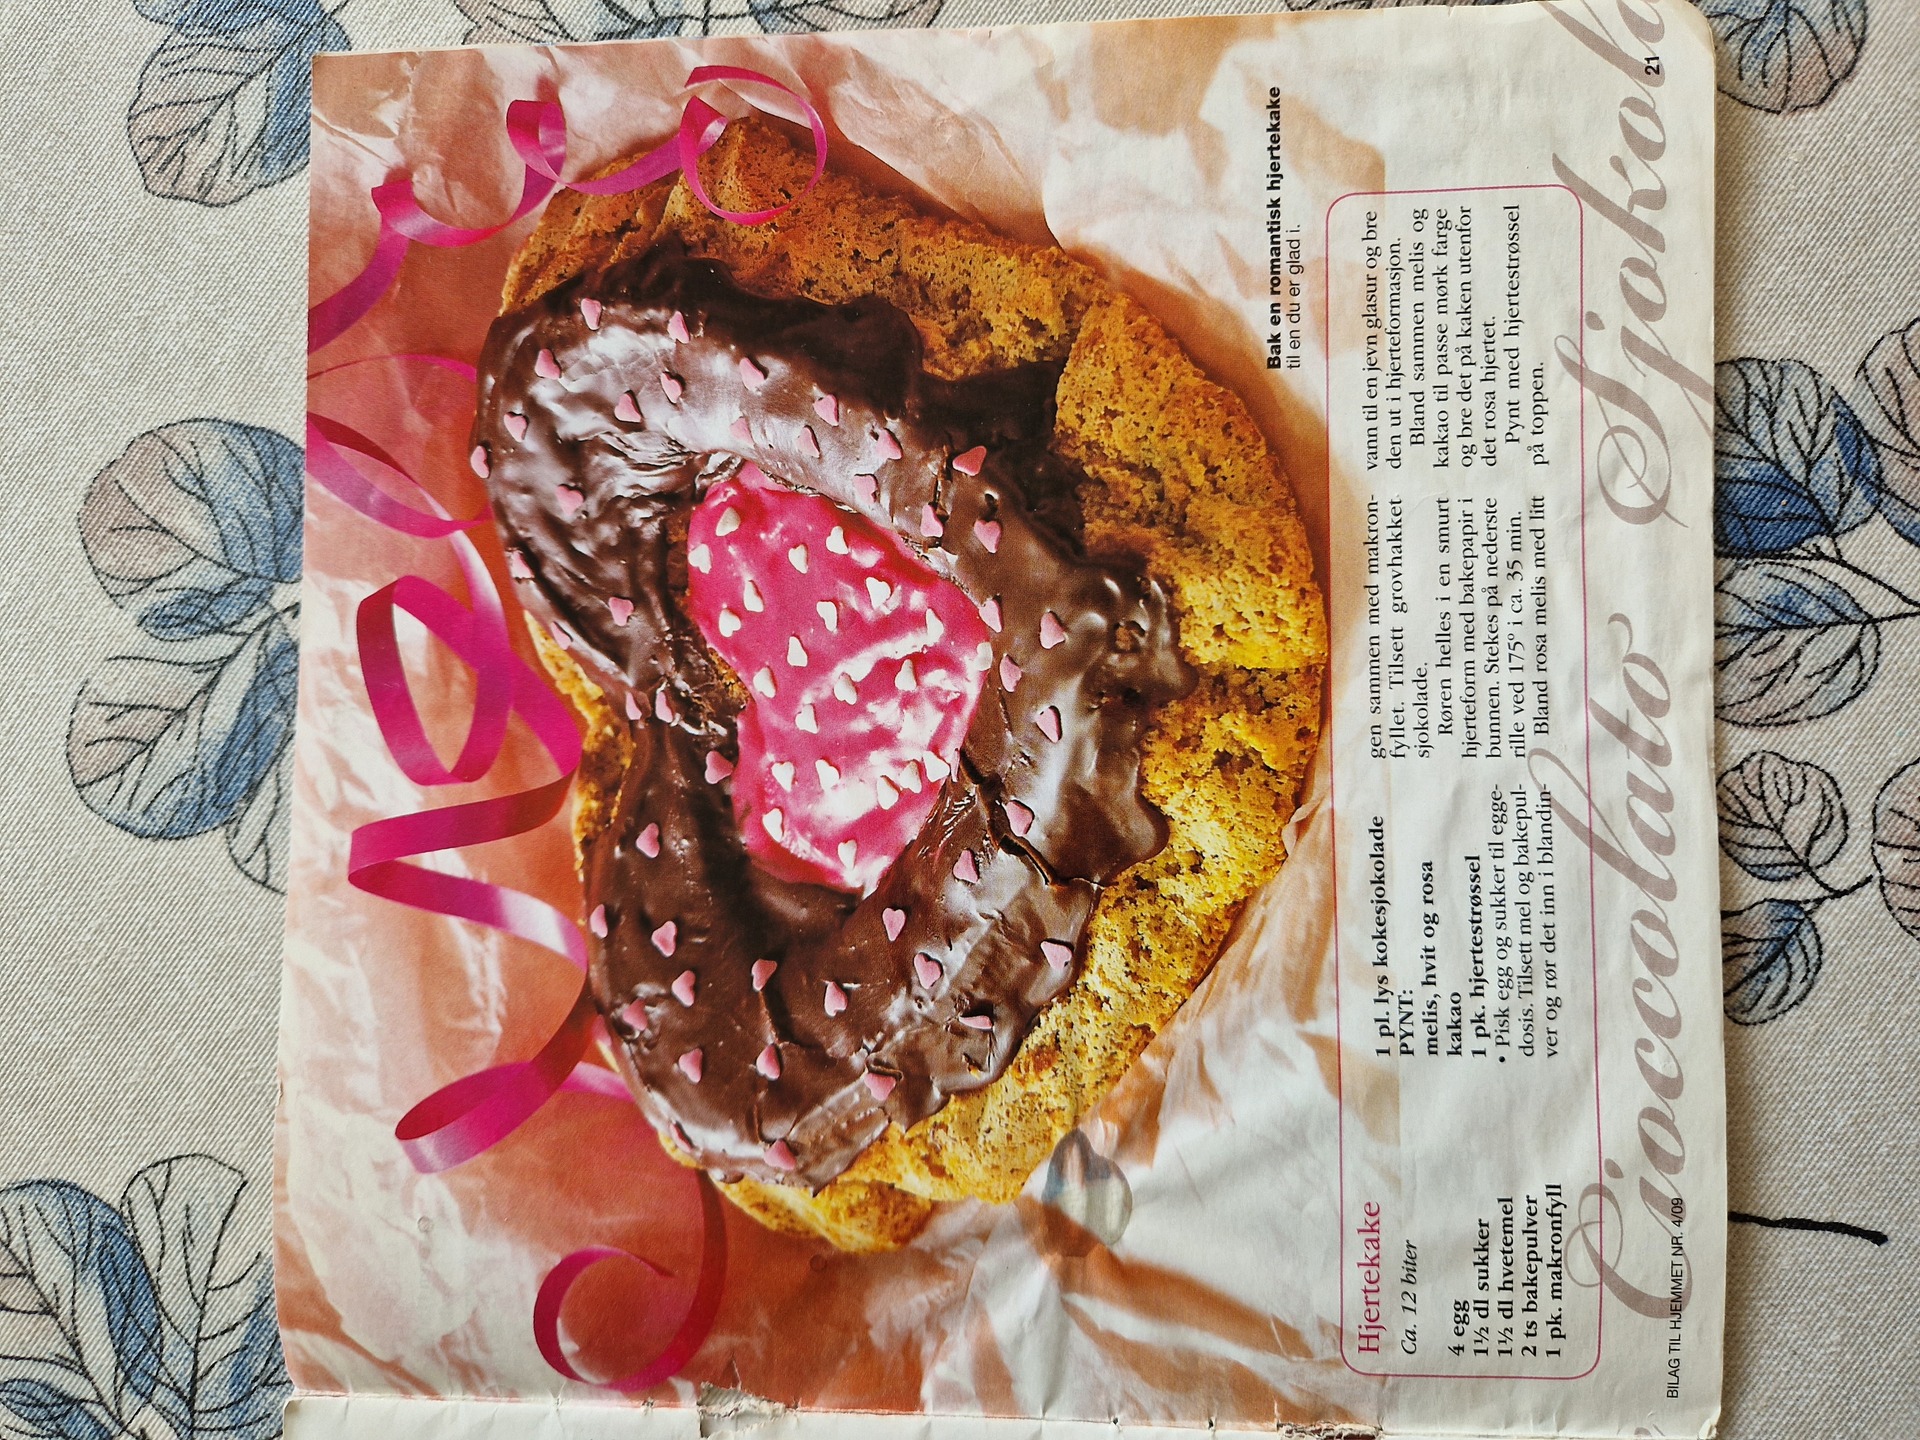 Bak en romantisk hjertekake
til en du er glad i.
Hjertekake
Ca. 12 biter
4 egg
1½ dl sukker
1½ dl hvetemel
2 ts bakepulver
1 pk. makronfyll
1 pl. lys kokesjokolade
PYNT:
melis, hvit og rosa
kakao
1 pk. hjertestrøssel
• Pisk egg og sukker til egge-
dosis. Tilsett mel og bakepul-
ver og rør det inn i blandin-
gen sammen med makron-
fyllet. Tilsett grovhakket
sjokolade.
Røren helles i en smurt
hjerteform med bakepapir i
bunnen. Stekes på nederste
rille ved 175º i ca. 35 min.
Bland rosa melis med litt
vann til en jevn glasur og bre
den ut i hjerteformasjon.
Bland sammen melis og
kakao til passe mørk farge
og bre det på kaken utenfor
det rosa hjertet.
Pynt med hjertestrøssel
på toppen.
Cioccolato Sjokola
BILAG TIL HJEMMET NR. 4/09
21